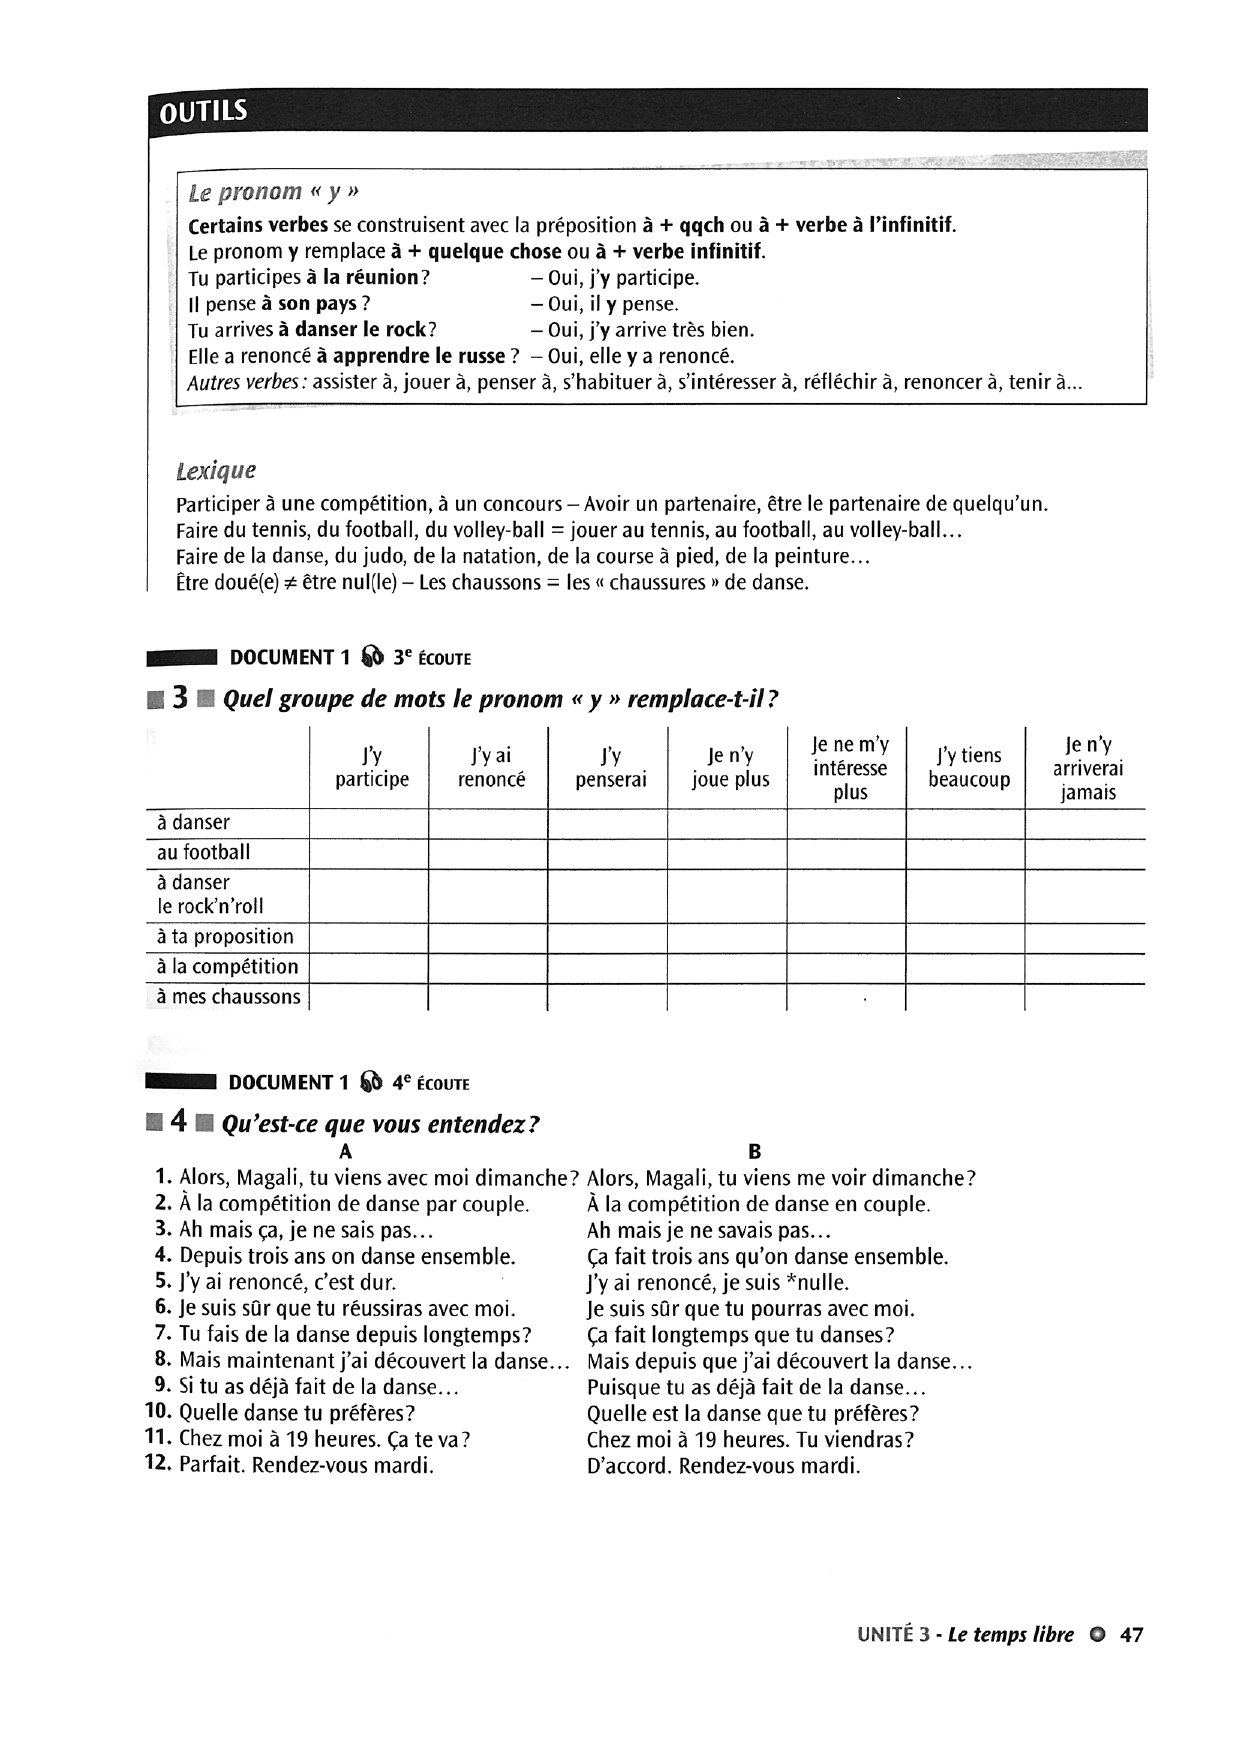 OUTILS
Le pronom « y »
Certains verbes se construisent avec la préposition à + qqch ou à + verbe à l'infinitif.
Le pronom y remplace à + quelque chose ou à + verbe infinitif.
Tu participes à la réunion ? – Oui, j'y participe.
Il pense à son pays ? – Oui, il y pense.
Tu arrives à danser le rock ? – Oui, j'y arrive très bien.
Elle a renoncé à apprendre le russe ? – Oui, elle y a renoncé.
Autres verbes : assister à, jouer à, penser à, s'habituer à, s'intéresser à, réfléchir à, renoncer à, tenir à...
Lexique
Participer à une compétition, à un concours – Avoir un partenaire, être le partenaire de quelqu'un.
Faire du tennis, du football, du volley-ball = jouer au tennis, au football, au volley-ball...
Faire de la danse, du judo, de la natation, de la course à pied, de la peinture...
Être doué(e) ≠ être nul(le) – Les chaussons = les « chaussures » de danse.
DOCUMENT 1 3e ÉCOUTE
3 Quel groupe de mots le pronom « y » remplace-t-il ?
J'y participe
J'y ai renoncé
J'y penserai
Je n'y joue plus
Je ne m'y intéresse plus
J'y tiens beaucoup
Je n'y arriverai jamais
à danser
au football
à danser
le rock'n'roll
à ta proposition
à la compétition
à mes chaussons
DOCUMENT 1 4e ÉCOUTE
4 Qu'est-ce que vous entendez ?
A B
1. Alors, Magali, tu viens avec moi dimanche ? Alors, Magali, tu viens me voir dimanche ?
2. À la compétition de danse par couple. À la compétition de danse en couple.
3. Ah mais ça, je ne sais pas... Ah mais je ne savais pas...
4. Depuis trois ans on danse ensemble. Ça fait trois ans qu'on danse ensemble.
5. J'y ai renoncé, c'est dur. J'y ai renoncé, je suis *nulle.
6. Je suis sûr que tu réussiras avec moi. Je suis sûr que tu pourras avec moi.
7. Tu fais de la danse depuis longtemps ? Ça fait longtemps que tu danses ?
8. Mais maintenant j'ai découvert la danse... Mais depuis que j'ai découvert la danse...
9. Si tu as déjà fait de la danse... Puisque tu as déjà fait de la danse...
10. Quelle danse tu préfères ? Quelle est la danse que tu préfères ?
11. Chez moi à 19 heures. Ça te va ? Chez moi à 19 heures. Tu viendras ?
12. Parfait. Rendez-vous mardi. D'accord. Rendez-vous mardi.
UNITÉ 3 - Le temps libre 47